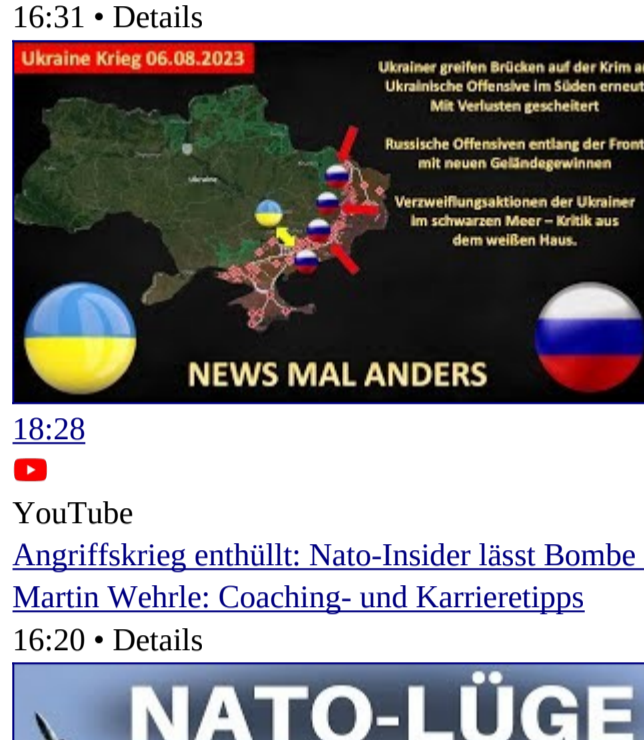 16:31 • Details
Ukraine Krieg 06.08.2023
Ukrainer greifen Brücken auf der Krim an
Ukrainische Offensive im Süden erneut
Mit Verlusten gescheitert
Russische Offensiven entlang der Front
mit neuen Geländegewinnen
Verzweiflungsaktionen der Ukrainer
im schwarzen Meer – Kritik aus
dem weißen Haus.
Ukraine
NEWS MAL ANDERS
18:28
YouTube
Angriffskrieg enthüllt: Nato-Insider lässt Bombe
Martin Wehrle: Coaching- und Karrieretipps
16:20 • Details
NATO-LÜGE